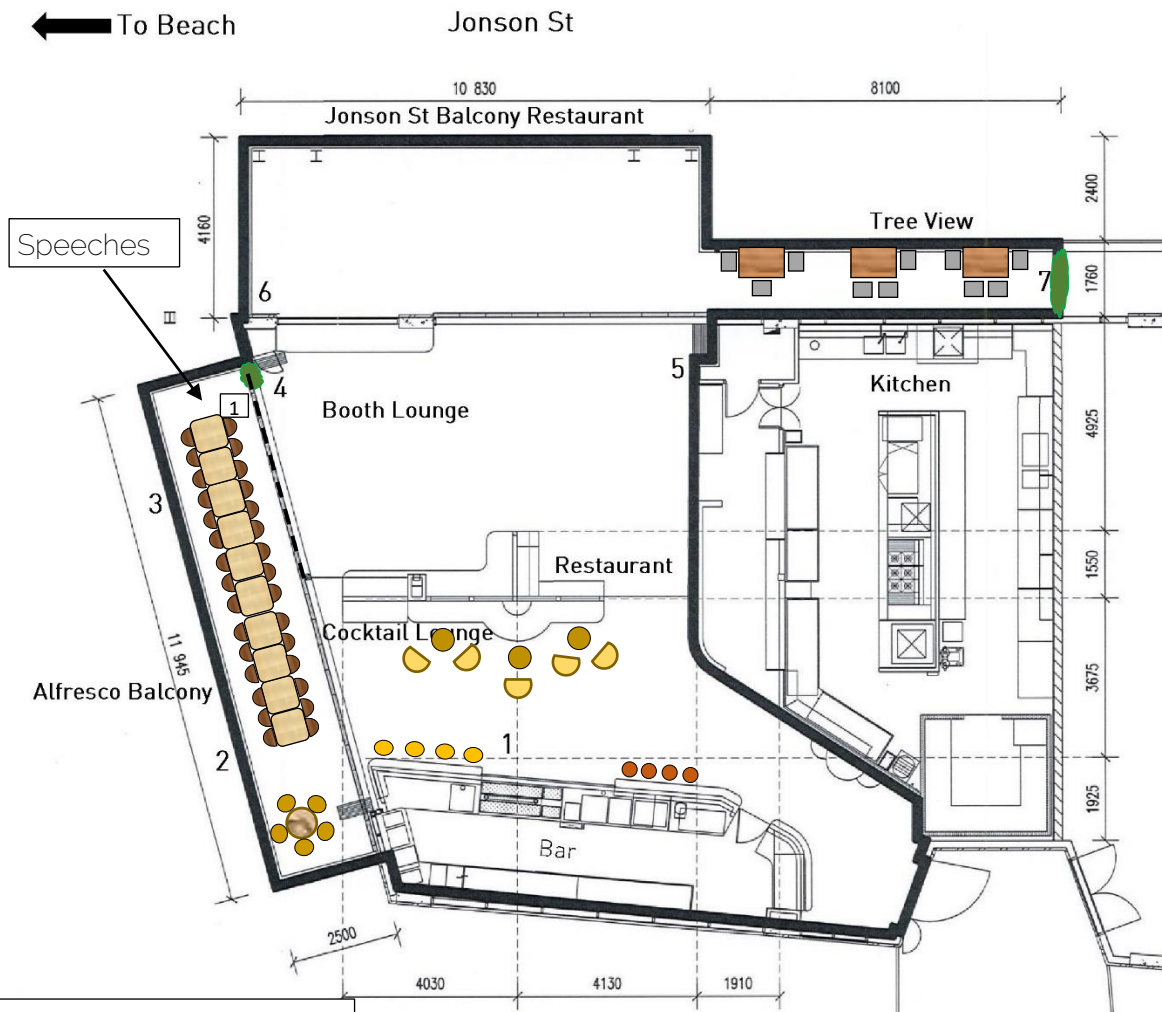 To Beach
Jonson St
10 830
8100
Jonson St Balcony Restaurant
2400
4160
Tree View
Speeches
1760
7
6
5
Kitchen
4
1
Booth Lounge
4925
3
Restaurant
1550
Cocktail Lounge
11 945
3675
Alfresco Balcony
2
1
1925
Bar
2500
4030
4130
1910